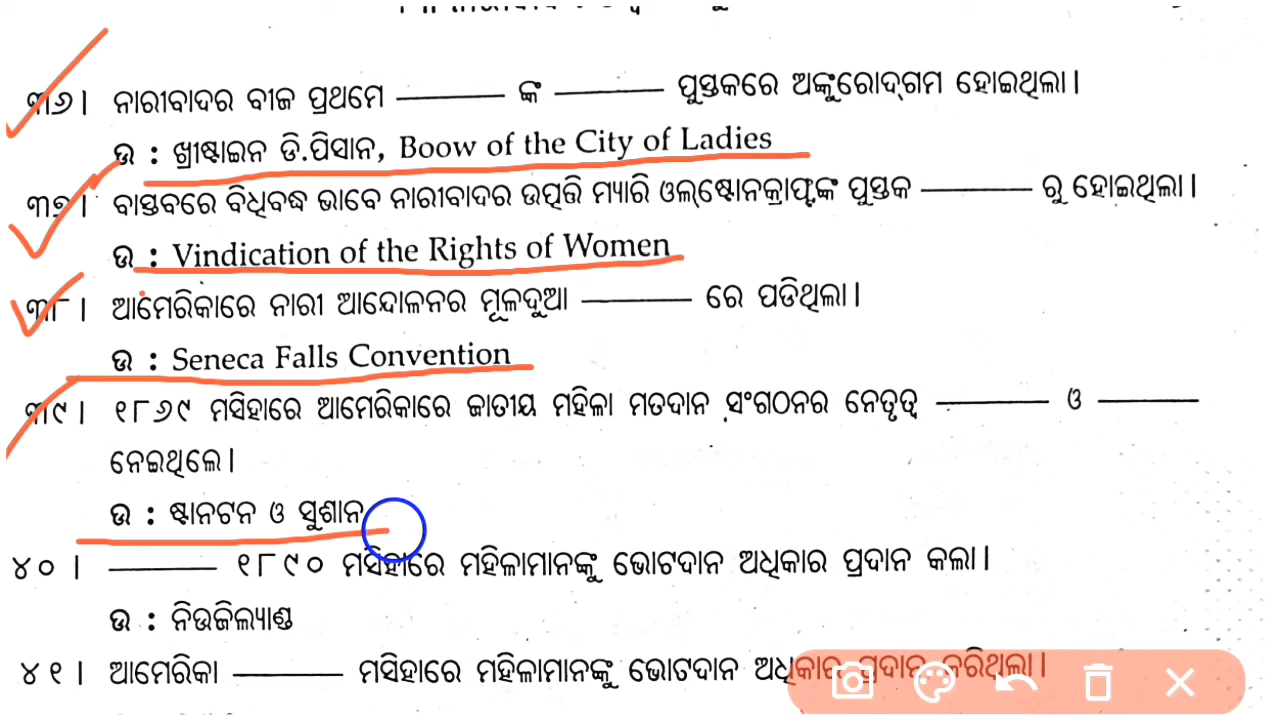 ୩୬। ନାରୀବାଦର ବୀଜ ପ୍ରଥମେ ———— ଙ୍କ ———— ପୁସ୍ତକରେ ଅଙ୍କୁରୋଦ୍‌ଗମ ହୋଇଥିଲା।
ଉ : ଖ୍ରୀଷ୍ଟାଇନ ଡି.ପିସାନ, Boow of the City of Ladies
୩୭। ବାସ୍ତବରେ ବିଧିବଦ୍ଧ ଭାବେ ନାରୀବାଦର ଉତ୍ପତ୍ତି ମ୍ୟାରି ଓଲ୍‌ଷ୍ଟୋନକ୍ରାଫ୍ଟଙ୍କ ପୁସ୍ତକ ———— ରୁ ହୋଇଥିଲା।
ଉ : Vindication of the Rights of Women
୩୮। ଆମେରିକାରେ ନାରୀ ଆନ୍ଦୋଳନର ମୂଳଦୁଆ ———— ରେ ପଡିଥିଲା।
ଉ : Seneca Falls Convention
୩୯। ୧୮୬୯ ମସିହାରେ ଆମେରିକାରେ ଜାତୀୟ ମହିଳା ମତଦାନ ସଂଗଠନର ନେତୃତ୍ୱ ———— ଓ ————
ନେଇଥିଲେ।
ଉ : ଷ୍ଟାନଟନ ଓ ସୁଶାନ
୪୦। ———— ୧୮୯୦ ମସିହାରେ ମହିଳାମାନଙ୍କୁ ଭୋଟଦାନ ଅଧିକାର ପ୍ରଦାନ କଲା।
ଉ : ନିଉଜିଲ୍ୟାଣ୍ଡ
୪୧। ଆମେରିକା ———— ମସିହାରେ ମହିଳାମାନଙ୍କୁ ଭୋଟଦାନ ଅଧିକାର ପ୍ରଦାନ କରିଥିଲା।